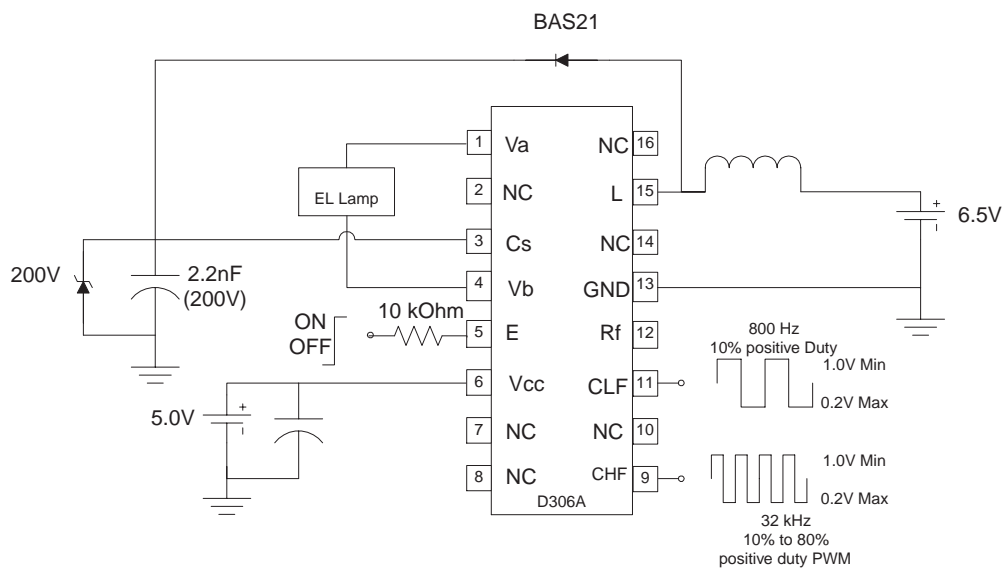 BAS21
1
Va
NC
16
2
NC
L
15
EL Lamp
6.5V
3
Cs
NC
14
200V
2.2nF
(200V)
4
Vb
GND
13
ON
OFF
10 kOhm
5
E
Rf
12
800 Hz
10% positive Duty
1.0V Min
0.2V Max
6
Vcc
CLF
11
5.0V
7
NC
NC
10
8
NC
CHF
9
1.0V Min
0.2V Max
D306A
32 kHz
10% to 80%
positive duty PWM